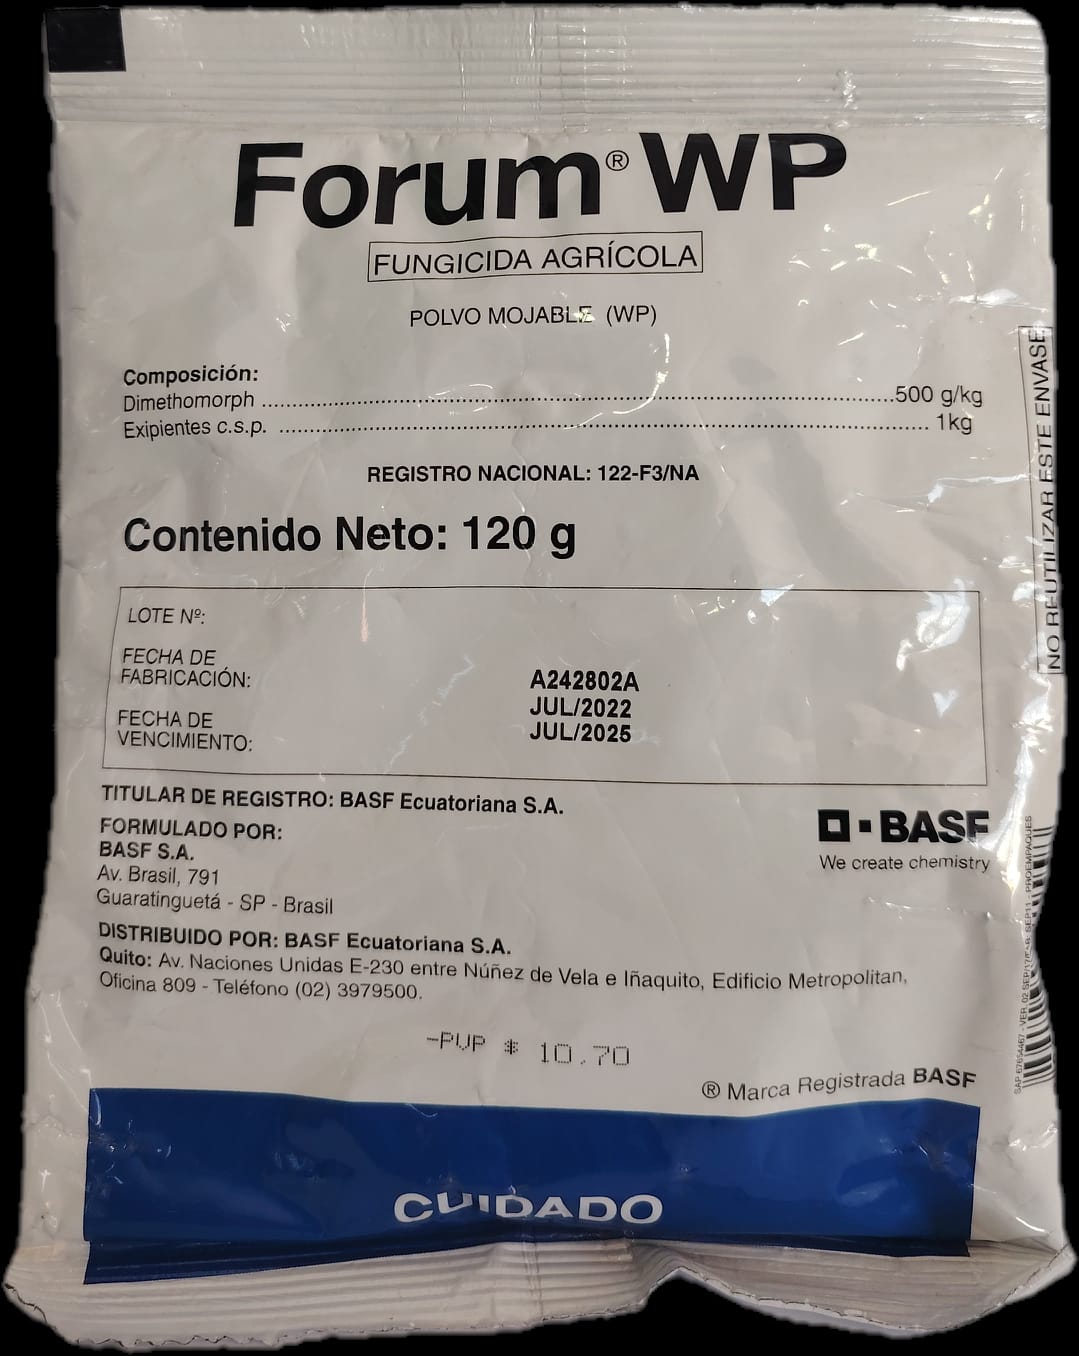 Forum® WP
FUNGICIDA AGRÍCOLA
POLVO MOJABLE (WP)
Composición:
Dimethomorph ........................ 500 g/kg
Exipientes c.s.p. ........................ 1kg
REGISTRO NACIONAL: 122-F3/NA
Contenido Neto: 120 g
LOTE Nº:
FECHA DE
FABRICACIÓN:
FECHA DE
VENCIMIENTO:
A242802A
JUL/2022
JUL/2025
TITULAR DE REGISTRO: BASF Ecuatoriana S.A.
FORMULADO POR:
BASF S.A.
Av. Brasil, 791
Guaratinguetá - SP - Brasil
BASF
We create chemistry
DISTRIBUIDO POR: BASF Ecuatoriana S.A.
Quito: Av. Naciones Unidas E-230 entre Núñez de Vela e Iñaquito, Edificio Metropolitan,
Oficina 809 - Teléfono (02) 3979500.
-PVP $ 10.70
® Marca Registrada BASF
CUIDADO
NO REUTILIZAR ESTE ENVASE